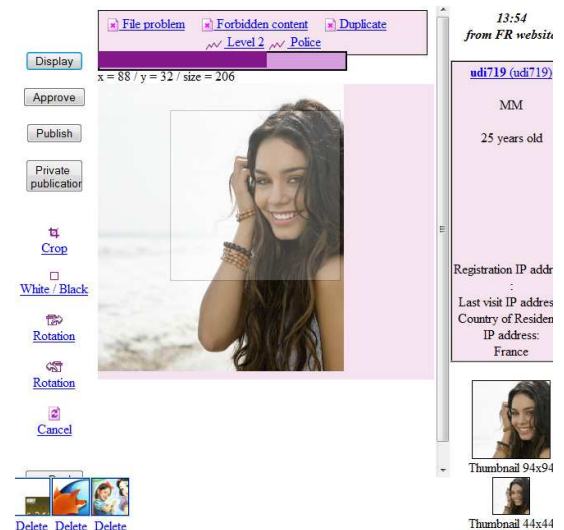 File problem Forbidden content Duplicate
Level 2 Police
x = 88 / y = 32 / size = 206
Display
Approve
Publish
Private
publication
Crop
White / Black
Rotation
Rotation
Cancel
Delete Delete Delete
13:54
from FR website
udi719 (udi719)
MM
25 years old
Registration IP addr
:
Last visit IP addres
Country of Residen
IP address:
France
Thumbnail 94x94
Thumbnail 44x44